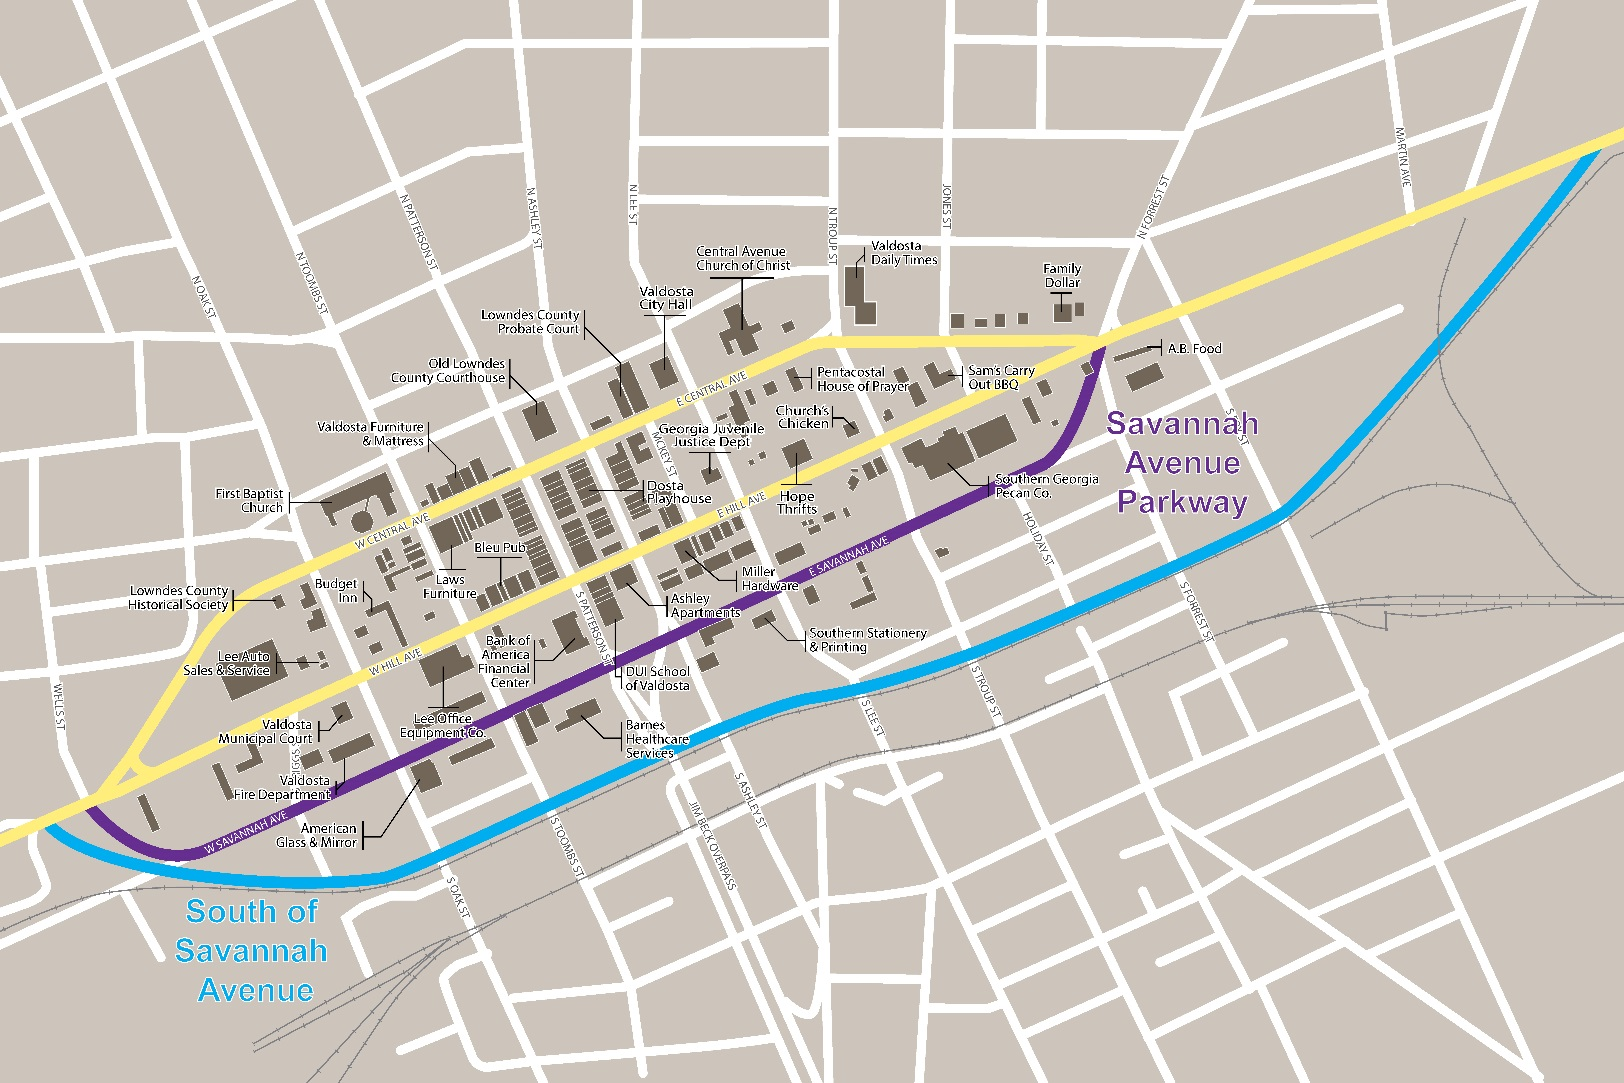 MARTIN AVE
N FORREST ST
JONES ST
N TROUP ST
N LEE ST
N ASHLEY ST
N PATTERSON ST
N TOOMBS ST
N OAK ST
Central Avenue
Church of Christ
Valdosta
Daily Times
Family
Dollar
Valdosta
City Hall
Lowndes County
Probate Court
A.B. Food
Old Lowndes
County Courthouse
E CENTRAL AVE
Pentacostal
House of Prayer
Sam's Carry
Out BBQ
Church's
Chicken
Savannah
Avenue
Parkway
Valdosta Furniture
& Mattress
Georgia Juvenile
Justice Dept
MCKEY ST
First Baptist
Church
Dosta
Playhouse
Southern Georgia
Pecan Co.
Hope
Thrifts
E HILL AVE
W CENTRAL AVE
HOLIDAY ST
Bleu Pub
E SAVANNAH AVE
Laws
Furniture
Miller
Hardware
Budget
Inn
Lowndes County
Historical Society
Ashley
Apartments
S PATTERSON ST
S FORREST ST
Southern Stationery
& Printing
Bank of
America
Financial
Center
W HILL AVE
Lee Auto
Sales & Service
DUI School
of Valdosta
S TROUP ST
WELLS ST
S LEE ST
Lee Office
Equipment Co.
Valdosta
Municipal Court
Barnes
Healthcare
Services
Valdosta
Fire Department
S ASHLEY ST
JIM BECK OVERPASS
W SAVANNAH AVE
American
Glass & Mirror
S TOOMBS ST
S OAK ST
South of
Savannah
Avenue